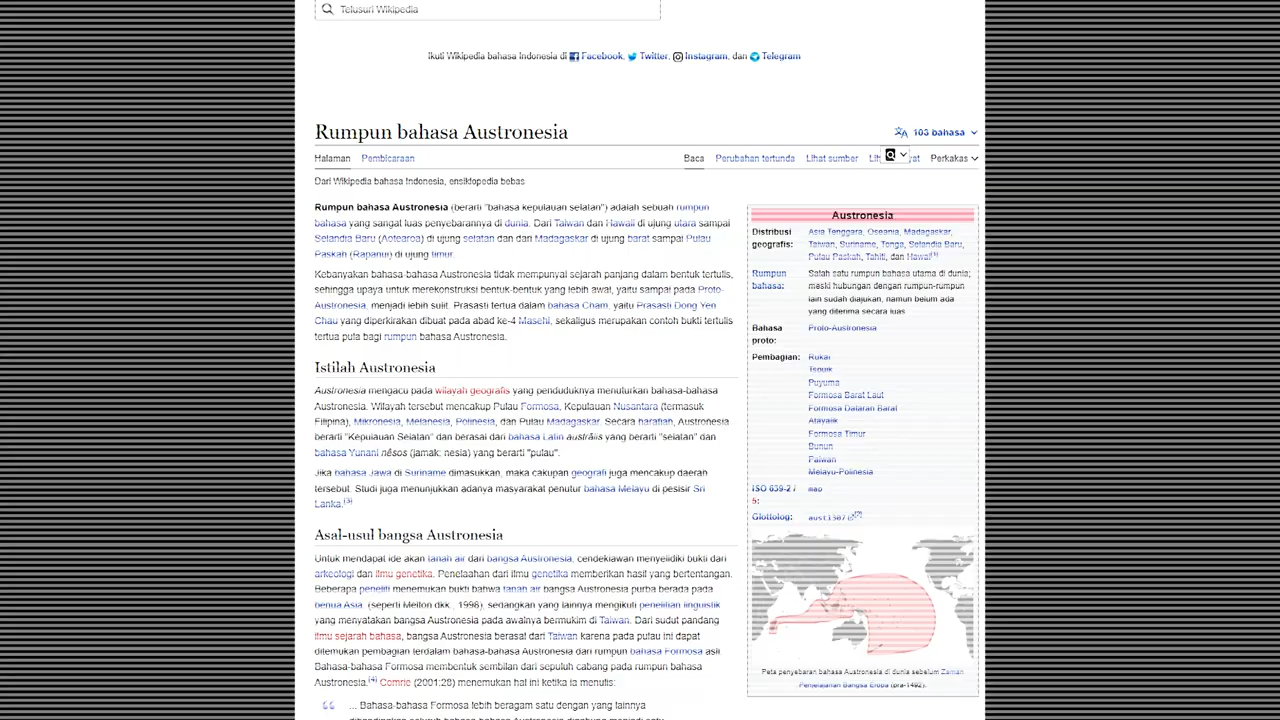 Telusuri Wikipedia
Ikuti Wikipedia bahasa Indonesia di Facebook, Twitter, Instagram, dan Telegram
Rumpun bahasa Austronesia
103 bahasa
Halaman Pembicaraan Baca Perubahan tertunda Lihat sumber Perkakas
Dari Wikipedia bahasa Indonesia, ensiklopedia bebas
Rumpun bahasa Austronesia (berarti "bahasa kepulauan selatan") adalah sebuah rumpun
bahasa yang sangat luas penyebarannya di dunia. Dari Taiwan dan Hawaii di ujung utara sampai
Selandia Baru (Aotearoa) di ujung selatan dan dari Madagaskar di ujung barat sampai Pulau
Paskah (Rapanui) di ujung timur.
Kebanyakan bahasa-bahasa Austronesia tidak mempunyai sejarah panjang dalam bentuk tertulis,
sehingga upaya untuk merekonstruksi bentuk-bentuk yang lebih awal, yaitu sampai pada Proto-
Austronesia, menjadi lebih sulit. Prasasti tertua dalam bahasa Cham, yaitu Prasasti Dong Yen
Chau yang diperkirakan dibuat pada abad ke-4 Masehi, sekaligus merupakan contoh bukti tertulis
tertua pula bagi rumpun bahasa Austronesia.
Istilah Austronesia
Austronesia mengacu pada wilayah geografis yang penduduknya menuturkan bahasa-bahasa
Austronesia. Wilayah tersebut mencakup Pulau Formosa, Kepulauan Nusantara (termasuk
Filipina), Mikronesia, Melanesia, Polinesia, dan Pulau Madagaskar. Secara harafiah, Austronesia
berarti "Kepulauan Selatan" dan berasal dari bahasa Latin austrālis yang berarti "selatan" dan
bahasa Yunani nêsos (jamak: nesia) yang berarti "pulau".
Jika bahasa Jawa di Suriname dimasukkan, maka cakupan geografi juga mencakup daerah
tersebut. Studi juga menunjukkan adanya masyarakat penutur bahasa Melayu di pesisir Sri
Lanka.[3]
Asal-usul bangsa Austronesia
Untuk mendapat ide akan tanah air dari bangsa Austronesia, cendekiawan menyelidiki bukti dari
arkeologi dan ilmu genetika. Penelaahan dari ilmu genetika memberikan hasil yang bertentangan.
Beberapa peneliti menemukan bukti bahwa tanah air bangsa Austronesia purba berada pada
benua Asia. (seperti Melton dkk., 1998), sedangkan yang lainnya mengikuti penelitian linguistik
yang menyatakan bangsa Austronesia pada awalnya bermukim di Taiwan. Dari sudut pandang
ilmu sejarah bahasa, bangsa Austronesia berasal dari Taiwan karena pada pulau ini dapat
ditemukan pembagian terdalam bahasa-bahasa Austronesia dari rumpun bahasa Formosa asli.
Bahasa-bahasa Formosa membentuk sembilan dari sepuluh cabang pada rumpun bahasa
Austronesia.[4] Comrie (2001:28) menemukan hal ini ketika ia menulis:
... Bahasa-bahasa Formosa lebih beragam satu dengan yang lainnya
Austronesia
Distribusi geografis: Asia Tenggara, Oseania, Madagaskar,
Taiwan, Suriname, Tonga, Selandia Baru,
Pulau Paskah, Tahiti, dan Hawaii[1]
Rumpun bahasa: Salah satu rumpun bahasa utama di dunia;
meski hubungan dengan rumpun-rumpun
lain sudah diajukan, namun belum ada
yang diterima secara luas
Bahasa proto: Proto-Austronesia
Pembagian: Rukai
Tsouik
Puyuma
Formosa Barat Laut
Formosa Dataran Barat
Atayalik
Formosa Timur
Bunun
Paiwan
Melayu-Polinesia
ISO 639-2 / 5: map
Glottolog: aust1307[2]
Peta penyebaran bahasa Austronesia di dunia sebelum Zaman
Penjelajahan Bangsa Eropa (pra-1492).